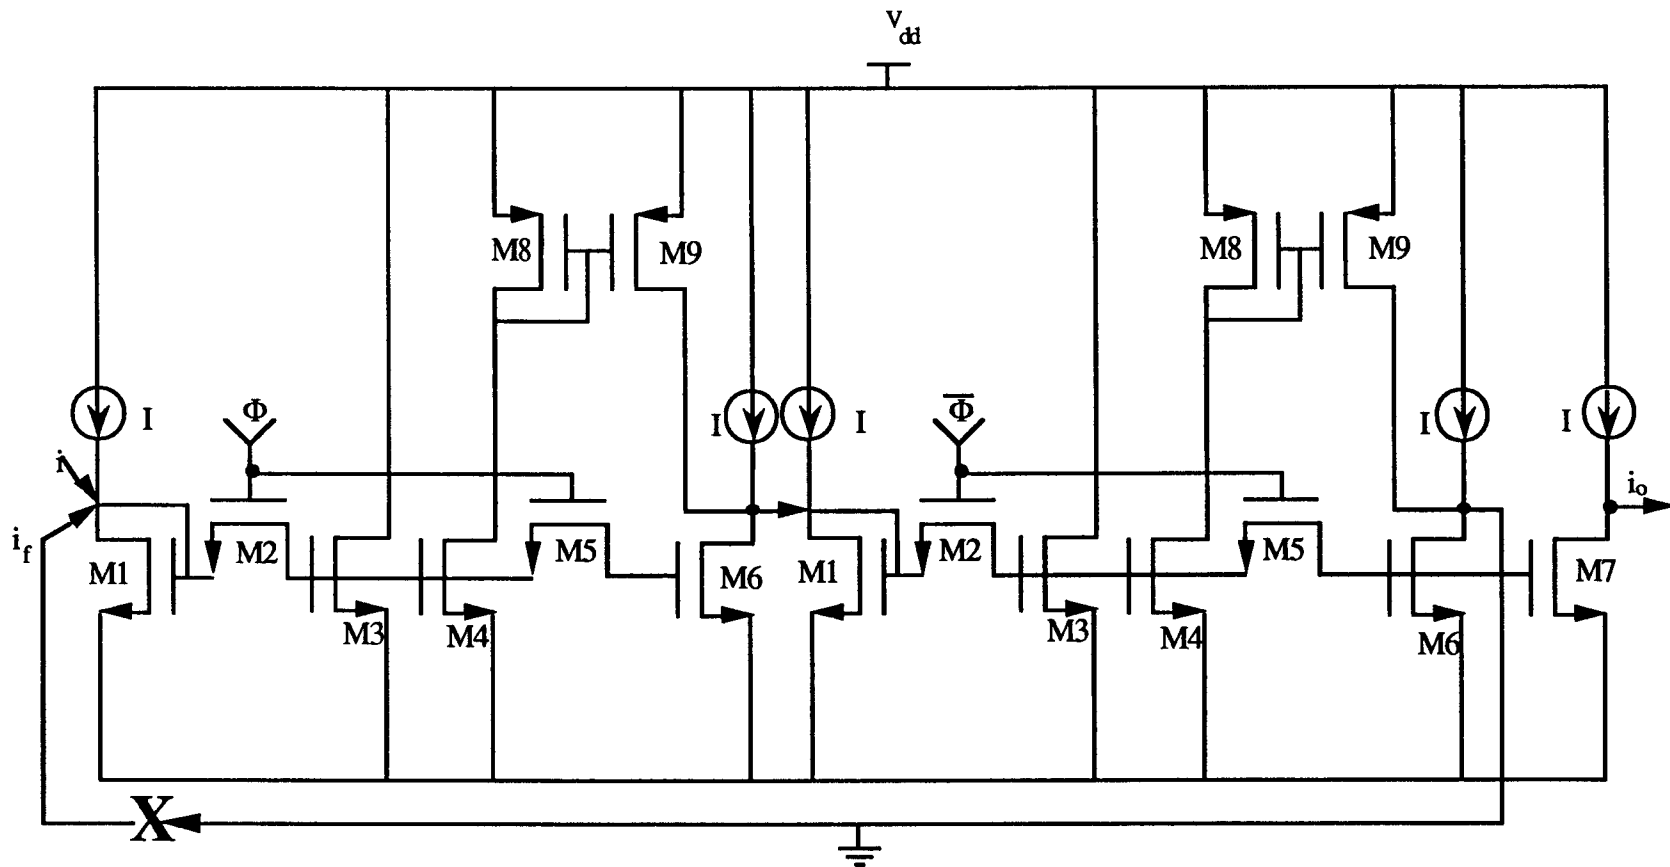 V_dd
M8 M9 M8 M9
I Φ I I Φ̅ I I
i i_o
i_f M1 M2 M5 M6 M1 M2 M5 M7
M3 M4 M3 M4 M6
X